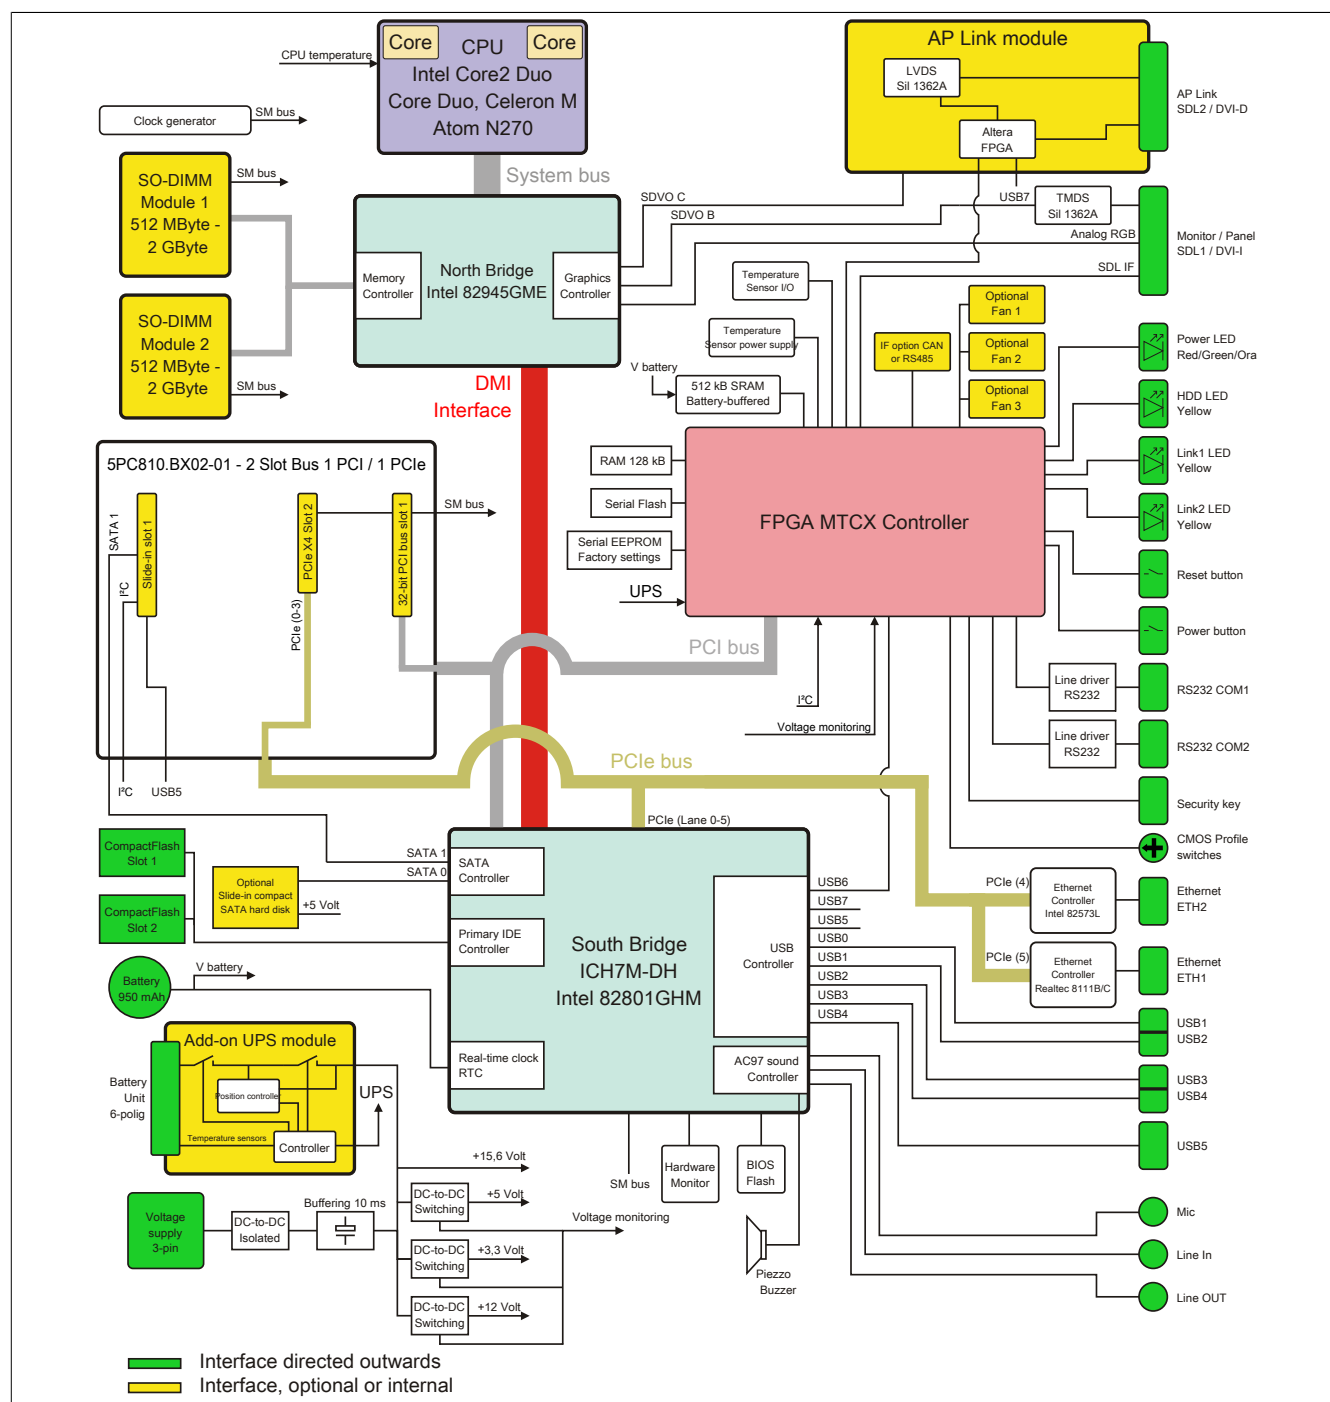 Core
CPU
Core
Intel Core2 Duo
Core Duo, Celeron M
Atom N270
CPU temperature
Clock generator
SM bus
SO-DIMM
Module 1
512 MByte -
2 GByte
SM bus
SO-DIMM
Module 2
512 MByte -
2 GByte
SM bus
System bus
North Bridge
Intel 82945GME
Memory
Controller
Graphics
Controller
DMI
Interface
AP Link module
LVDS
Sil 1362A
Altera
FPGA
AP Link
SDL2 / DVI-D
USB7
TMDS
Sil 1362A
SDVO C
SDVO B
Analog RGB
SDL IF
Monitor / Panel
SDL1 / DVI-I
Temperature
Sensor I/O
Temperature
Sensor power supply
V battery
512 kB SRAM
Battery-buffered
IF option CAN
or RS485
Optional
Fan 1
Optional
Fan 2
Optional
Fan 3
Power LED
Red/Green/Ora
HDD LED
Yellow
Link1 LED
Yellow
Link2 LED
Yellow
Reset button
Power button
RAM 128 kB
Serial Flash
Serial EEPROM
Factory settings
UPS
FPGA MTCX Controller
5PC810.BX02-01 - 2 Slot Bus 1 PCI / 1 PCIe
SATA 1
Slide-in slot 1
I²C
PCIe X4 Slot 2
PCIe (0-3)
32-bit PCI bus slot 1
SM bus
I²C
USB5
PCI bus
I²C
Voltage monitoring
Line driver
RS232
RS232 COM1
Line driver
RS232
RS232 COM2
Security key
CMOS Profile
switches
PCIe bus
PCIe (Lane 0-5)
PCIe (4)
Ethernet
Controller
Intel 82573L
Ethernet
ETH2
PCIe (5)
Ethernet
Controller
Realtec 8111B/C
Ethernet
ETH1
CompactFlash
Slot 1
CompactFlash
Slot 2
Optional
Slide-in compact
SATA hard disk
+5 Volt
SATA 1
SATA 0
SATA
Controller
Primary IDE
Controller
South Bridge
ICH7M-DH
Intel 82801GHM
USB
Controller
USB6
USB7
USB5
USB0
USB1
USB2
USB3
USB4
Battery
950 mAh
V battery
Real-time clock
RTC
AC97 sound
Controller
USB1
USB2
USB3
USB4
USB5
Mic
Line In
Line OUT
Add-on UPS module
Battery
Unit
6-polig
Position controller
Temperature sensors
Controller
UPS
SM bus
Hardware
Monitor
BIOS
Flash
Piezzo
Buzzer
Voltage
supply
3-pin
DC-to-DC
Isolated
Buffering 10 ms
+15,6 Volt
DC-to-DC
Switching
+5 Volt
Voltage monitoring
DC-to-DC
Switching
+3,3 Volt
DC-to-DC
Switching
+12 Volt
Interface directed outwards
Interface, optional or internal